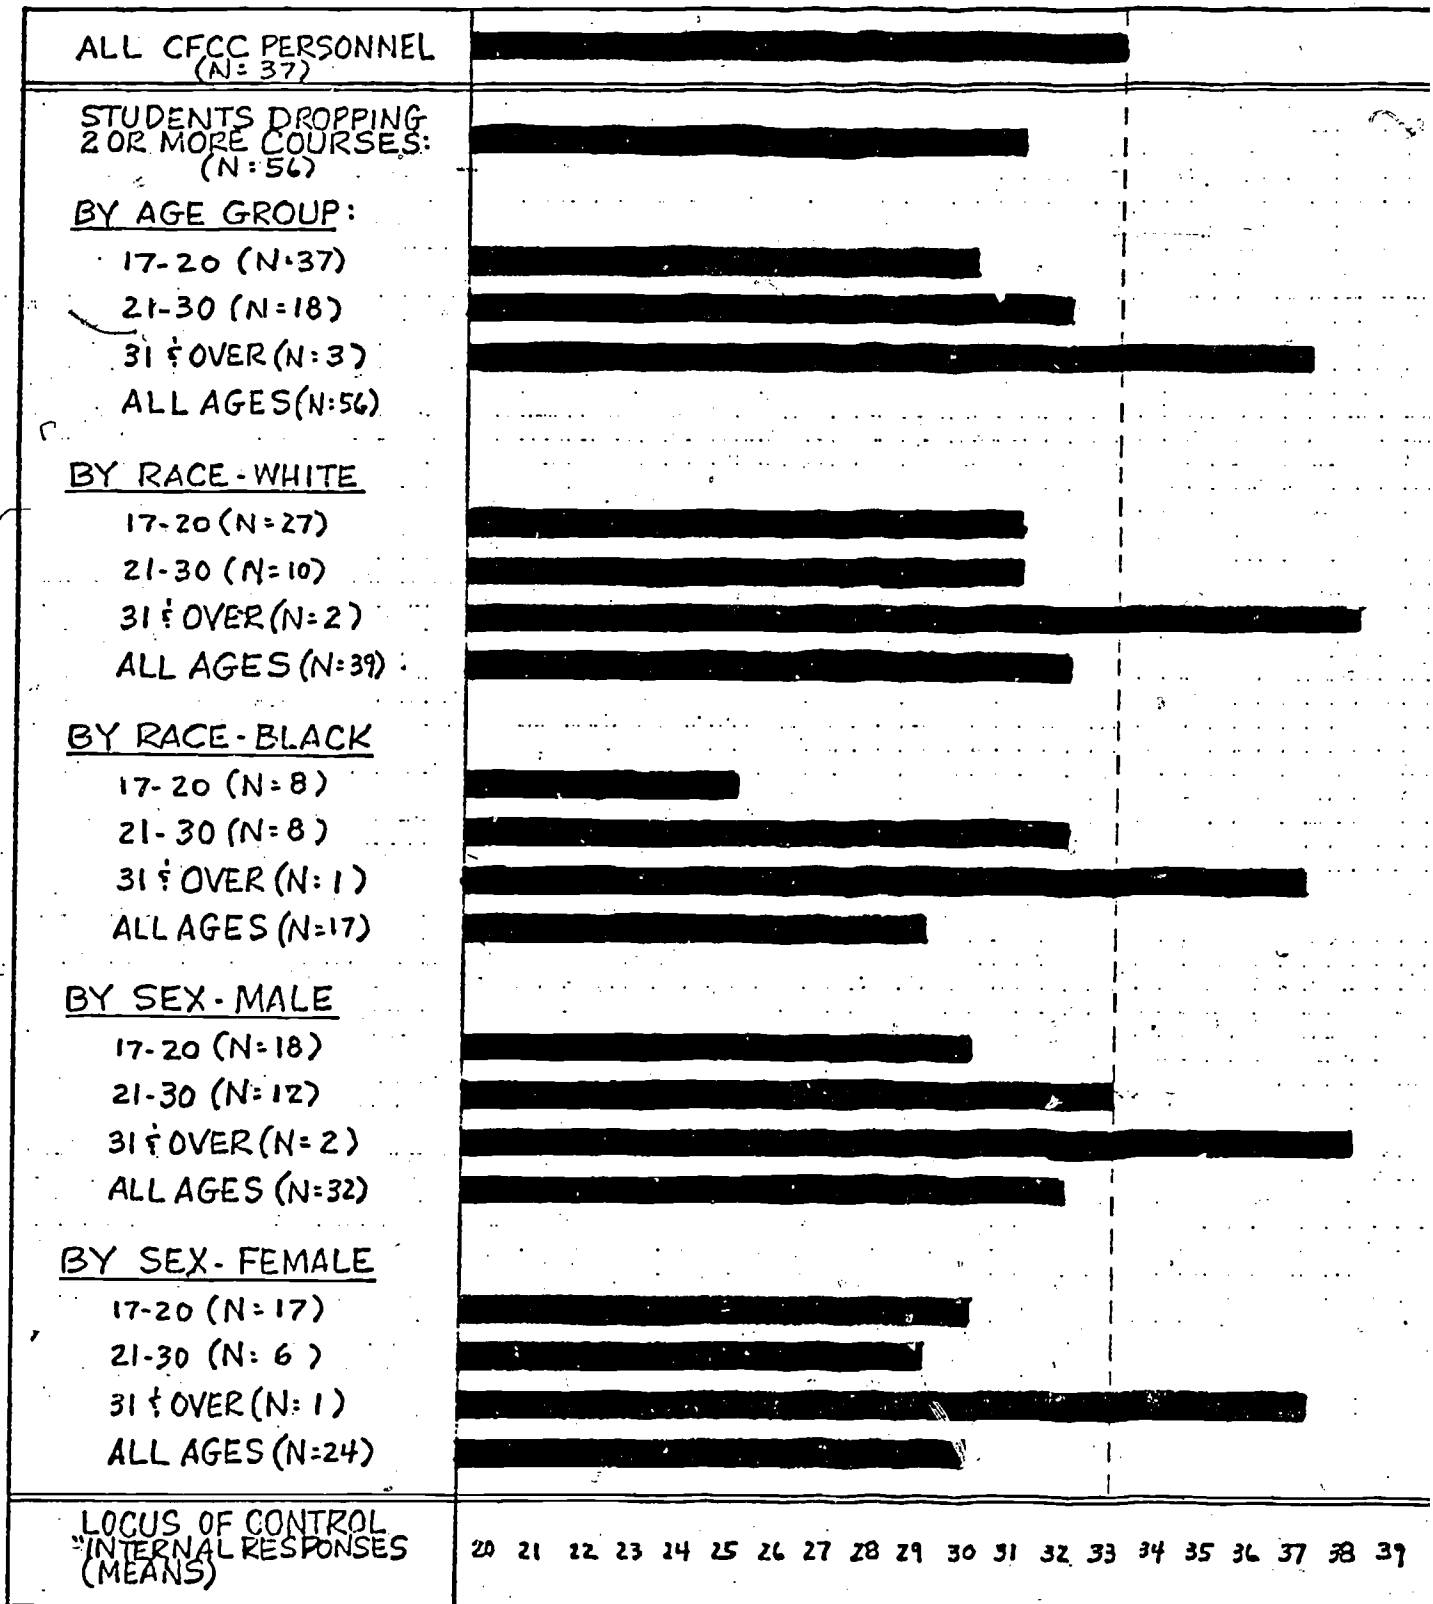 ALL CFCC PERSONNEL
(N=37)
STUDENTS DROPPING
2 OR MORE COURSES:
(N=56)
BY AGE GROUP:
17-20 (N=37)
21-30 (N=18)
31 & OVER (N=3)
ALL AGES (N=56)
BY RACE - WHITE
17-20 (N=27)
21-30 (N=10)
31 & OVER (N=2)
ALL AGES (N=39)
BY RACE - BLACK
17-20 (N=8)
21-30 (N=8)
31 & OVER (N=1)
ALL AGES (N=17)
BY SEX - MALE
17-20 (N=18)
21-30 (N=12)
31 & OVER (N=2)
ALL AGES (N=32)
BY SEX - FEMALE
17-20 (N=17)
21-30 (N=6)
31 & OVER (N=1)
ALL AGES (N=24)
LOCUS OF CONTROL
"INTERNAL RESPONSES
(MEANS)
20 21 22 23 24 25 26 27 28 29 30 31 32 33 34 35 36 37 38 39